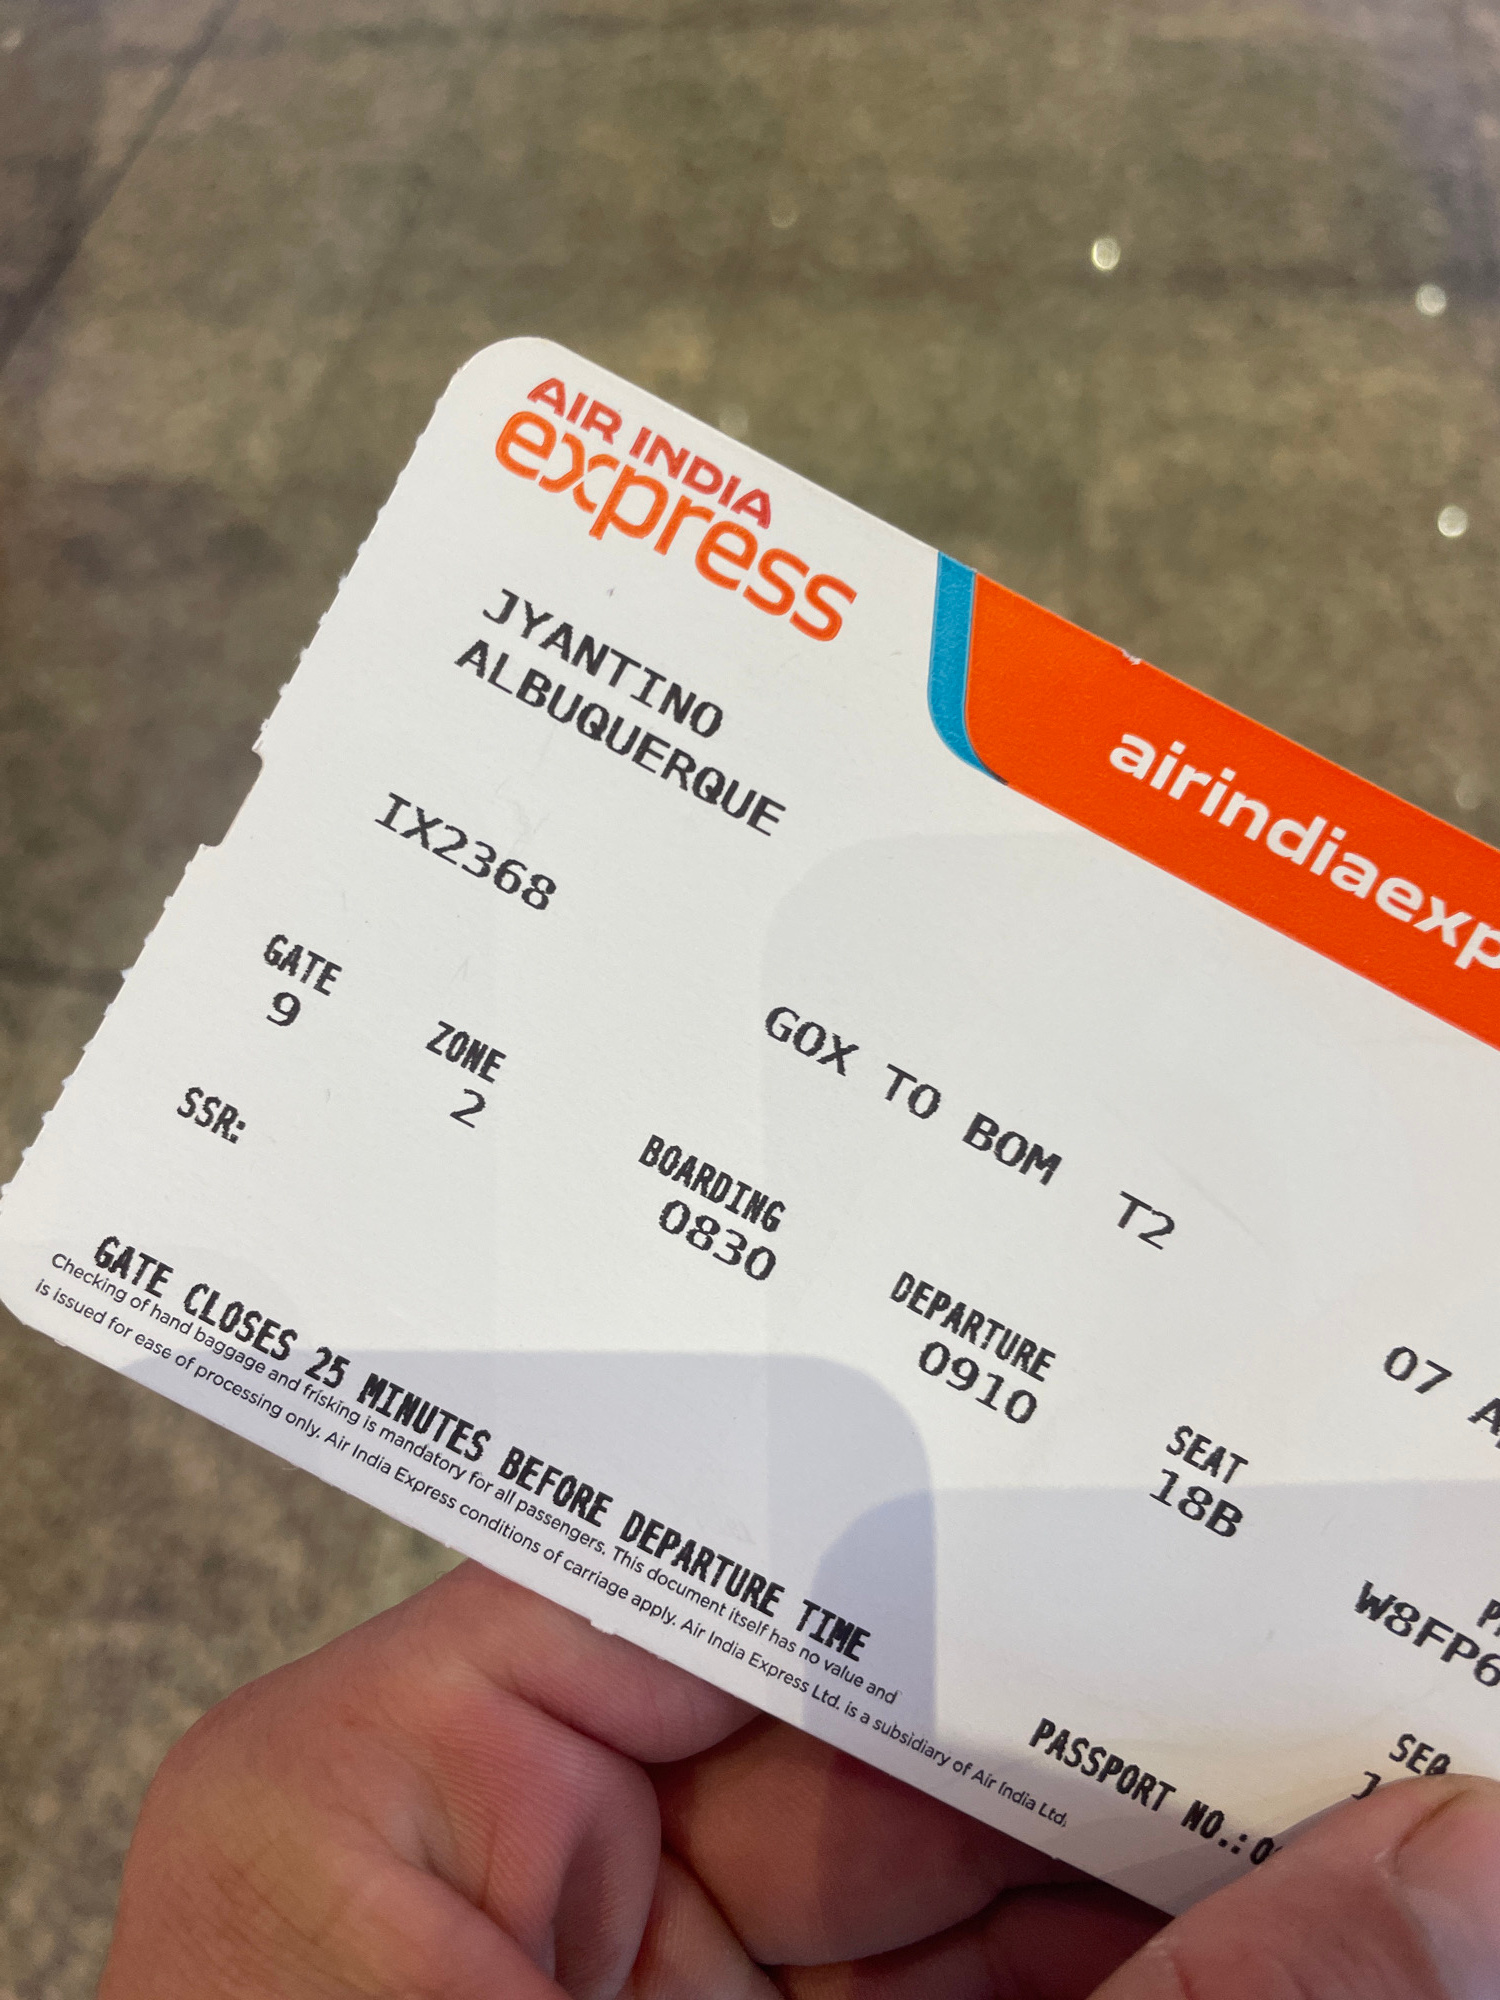 AIR INDIA
express
airindiaexp
JYANTINO
ALBUQUERQUE
IX2368
GOX TO BOM T2
07
GATE
9
ZONE
2
BOARDING
0830
DEPARTURE
0910
SEAT
18B
W8FP6
SSR:
SEQ
GATE CLOSES 25 MINUTES BEFORE DEPARTURE TIME
PASSPORT NO.:
Checking of hand baggage and frisking is mandatory for all passengers. This document itself has no value and
is issued for ease of processing only. Air India Express conditions of carriage apply. Air India Express Ltd. is a subsidiary of Air India Ltd.